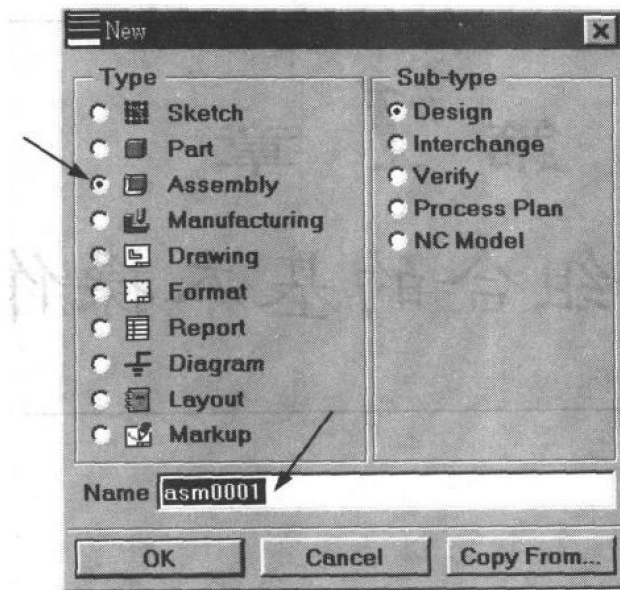 New
Type
Sketch
Part
Assembly
Manufacturing
Drawing
Format
Report
Diagram
Layout
Markup
Sub-type
Design
Interchange
Verify
Process Plan
NC Model
Name asm0001
OK Cancel Copy From...